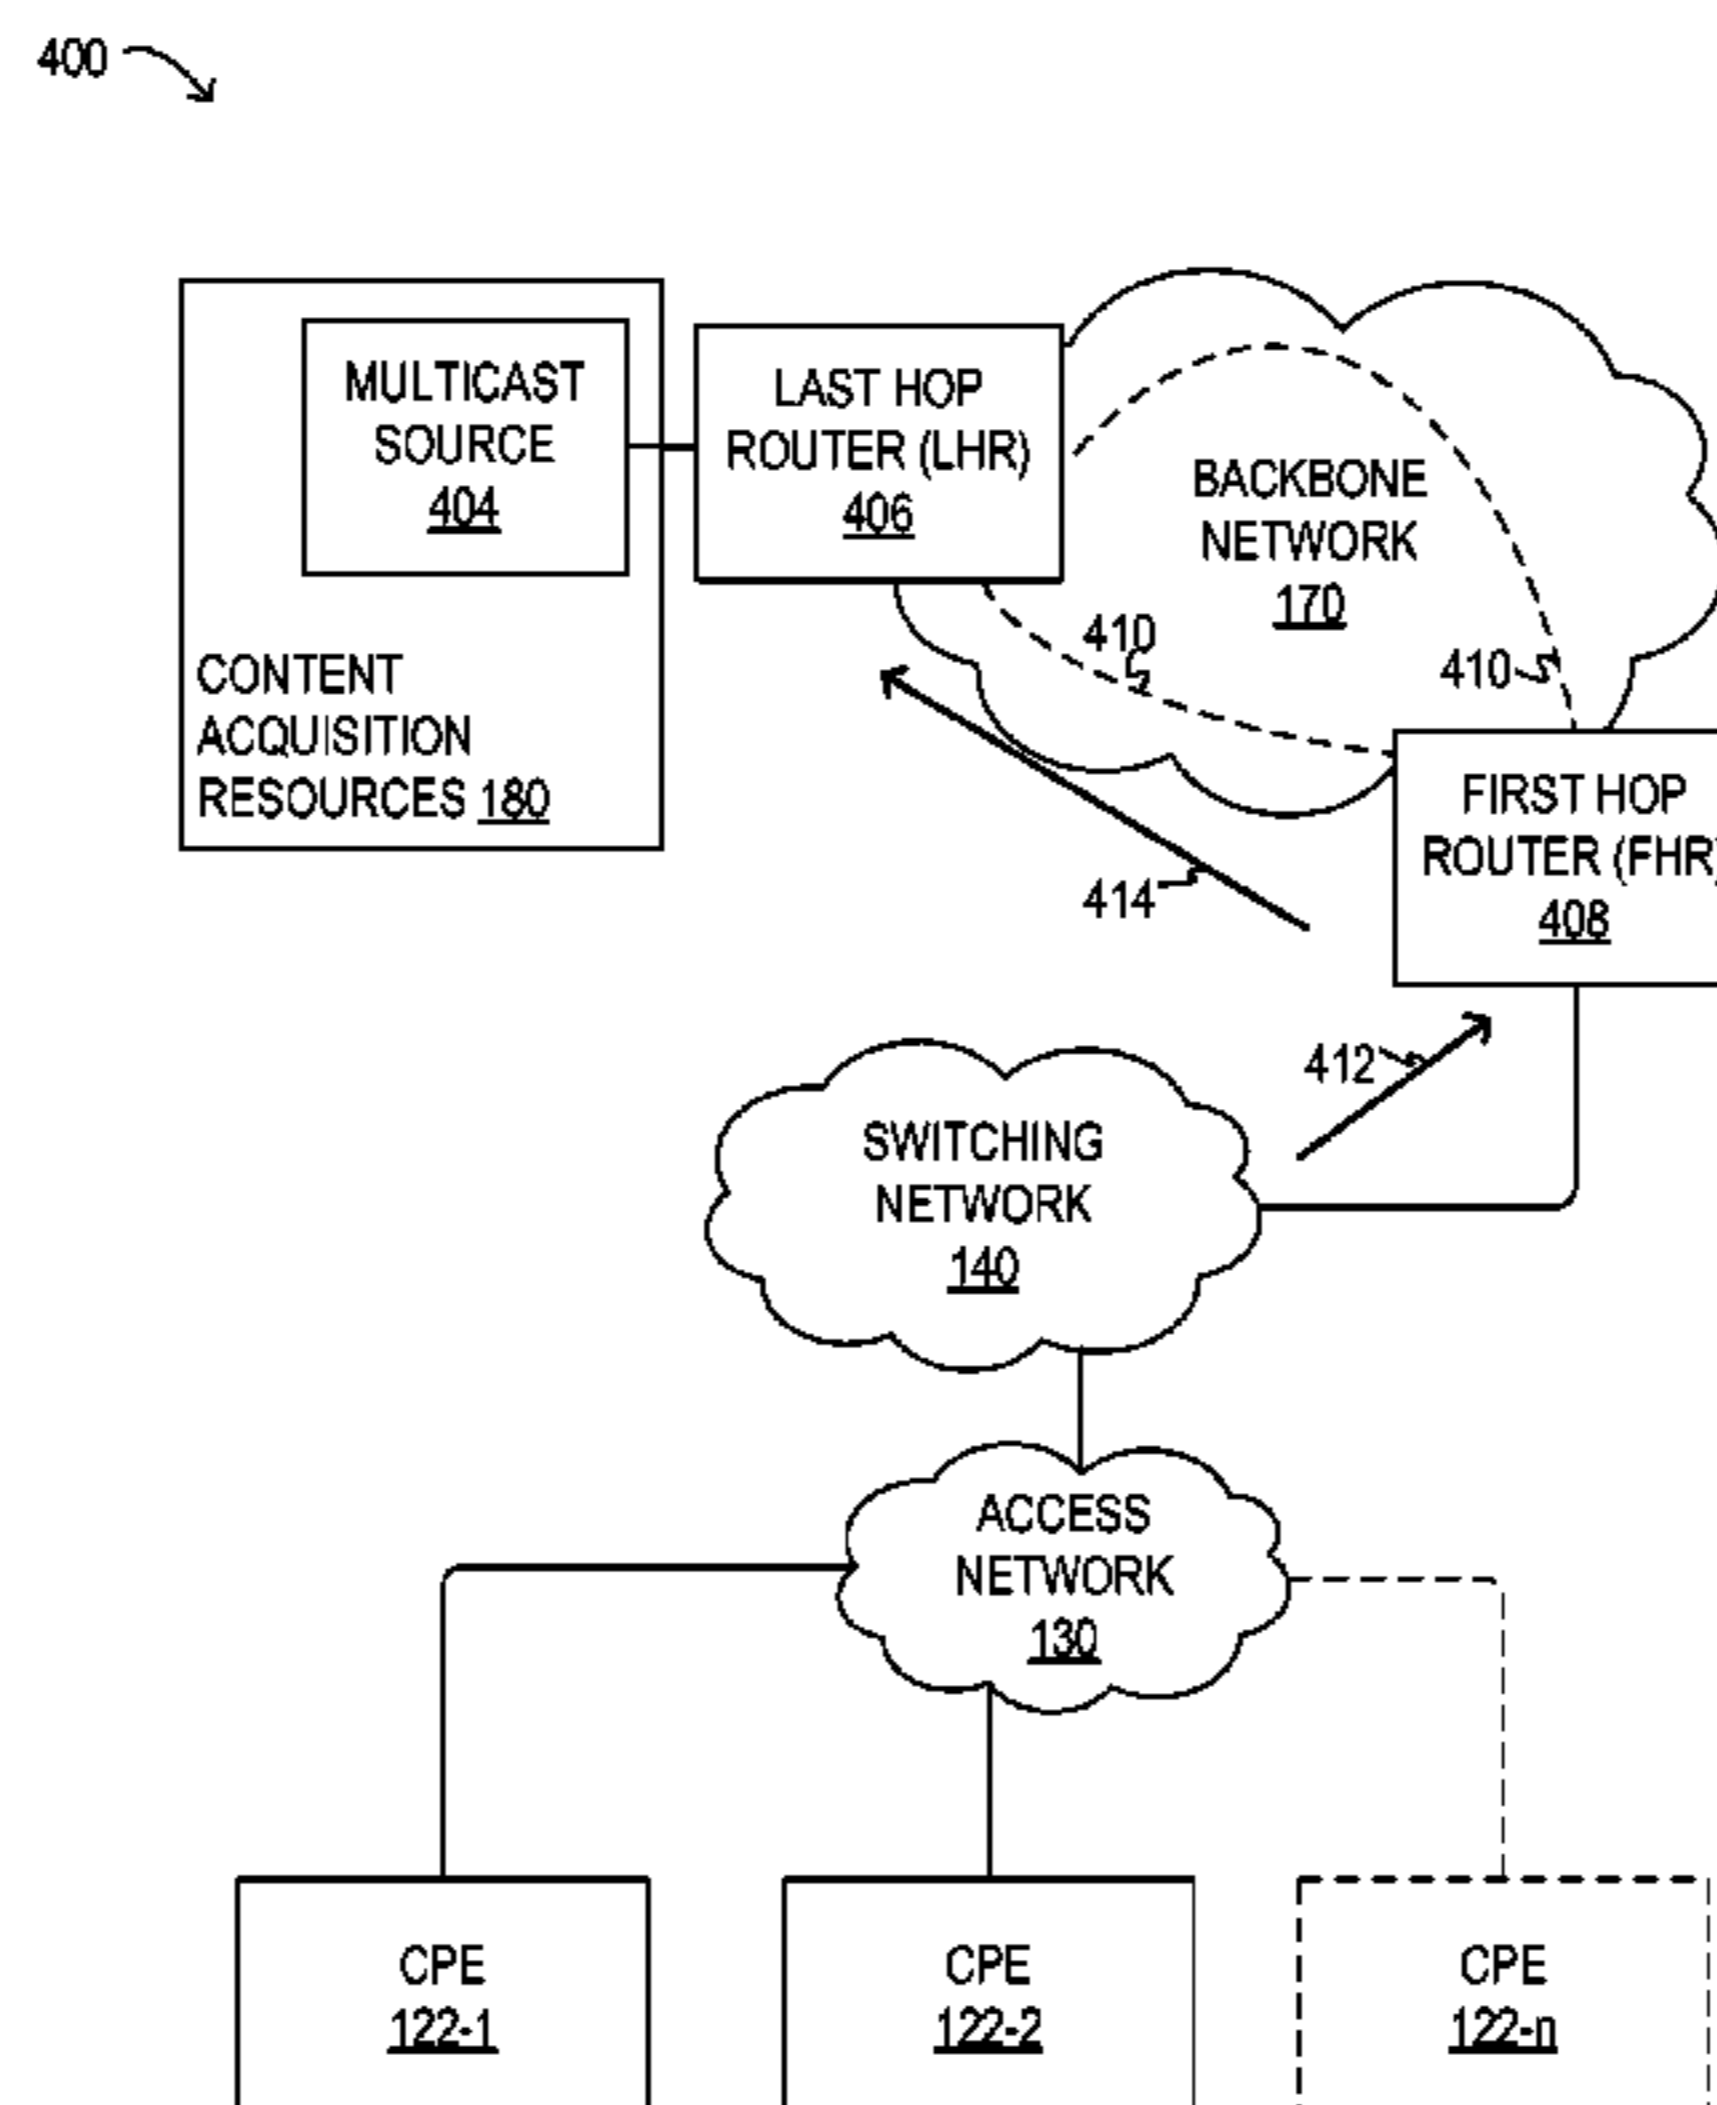 400
MULTICAST
SOURCE
404
LAST HOP
ROUTER (LHR)
406
BACKBONE
NETWORK
170
410
410
CONTENT
ACQUISITION
RESOURCES 180
FIRST HOP
ROUTER (FHR)
408
414
412
SWITCHING
NETWORK
140
ACCESS
NETWORK
130
CPE
122-1
CPE
122-2
CPE
122-n